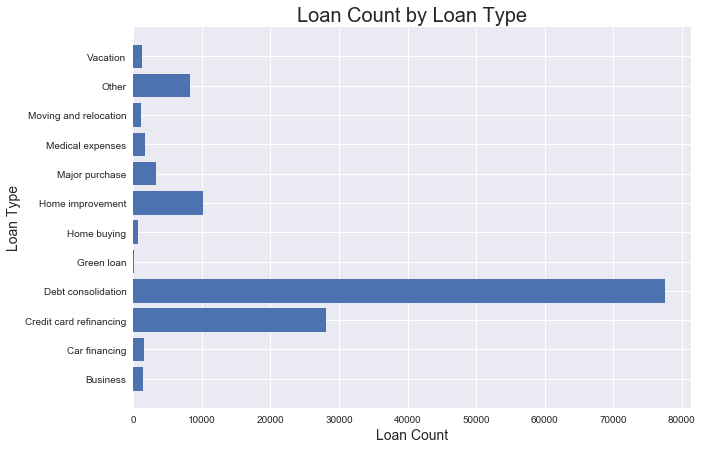 Loan Count by Loan Type
Loan Type
Vacation
Other
Moving and relocation
Medical expenses
Major purchase
Home improvement
Home buying
Green loan
Debt consolidation
Credit card refinancing
Car financing
Business
0 10000 20000 30000 40000 50000 60000 70000 80000
Loan Count